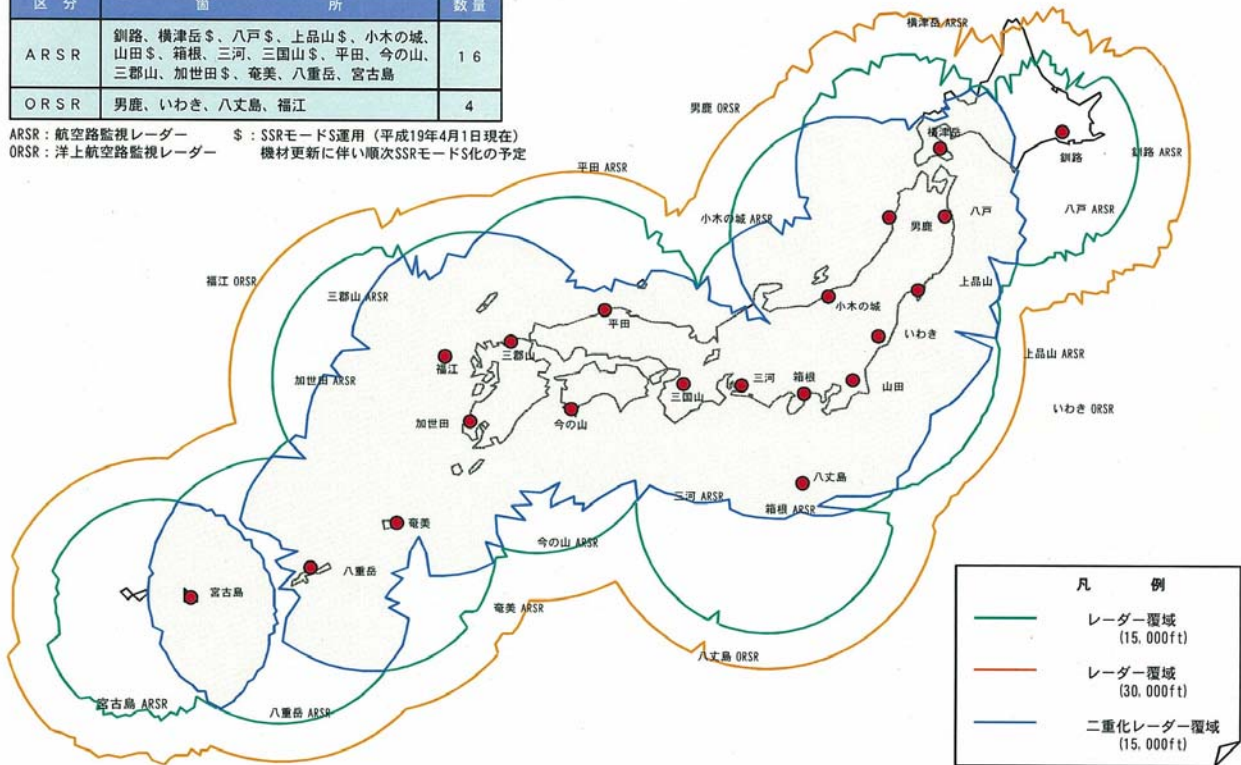 区 分 箇 所 数量
ARSR 釧路、横津岳$、八戸$、上品山$、小木の城、
山田$、箱根、三河、三国山$、平田、今の山、
三郡山、加世田$、奄美、八重岳、宮古島 16
ORSR 男鹿、いわき、八丈島、福江 4
ARSR：航空路監視レーダー $：SSRモードS運用（平成19年4月1日現在）
ORSR：洋上航空路監視レーダー 機材更新に伴い順次SSRモードS化の予定
横津岳 ARSR
男鹿 ORSR
横津岳
釧路
釧路 ARSR
平田 ARSR
小木の城 ARSR
男鹿
八戸
八戸 ARSR
福江 ORSR
三郡山 ARSR
上品山
小木の城
平田
いわき
三郡山
福江
上品山 ARSR
加世田 ARSR
三国山
三河
箱根
山田
いわき ORSR
加世田
今の山
八丈島
三河 ARSR
箱根 ARSR
奄美
今の山 ARSR
八重岳
宮古島
奄美 ARSR
八丈島 ORSR
宮古島 ARSR
八重岳 ARSR
凡 例
レーダー覆域
(15,000ft)
レーダー覆域
(30,000ft)
二重化レーダー覆域
(15,000ft)